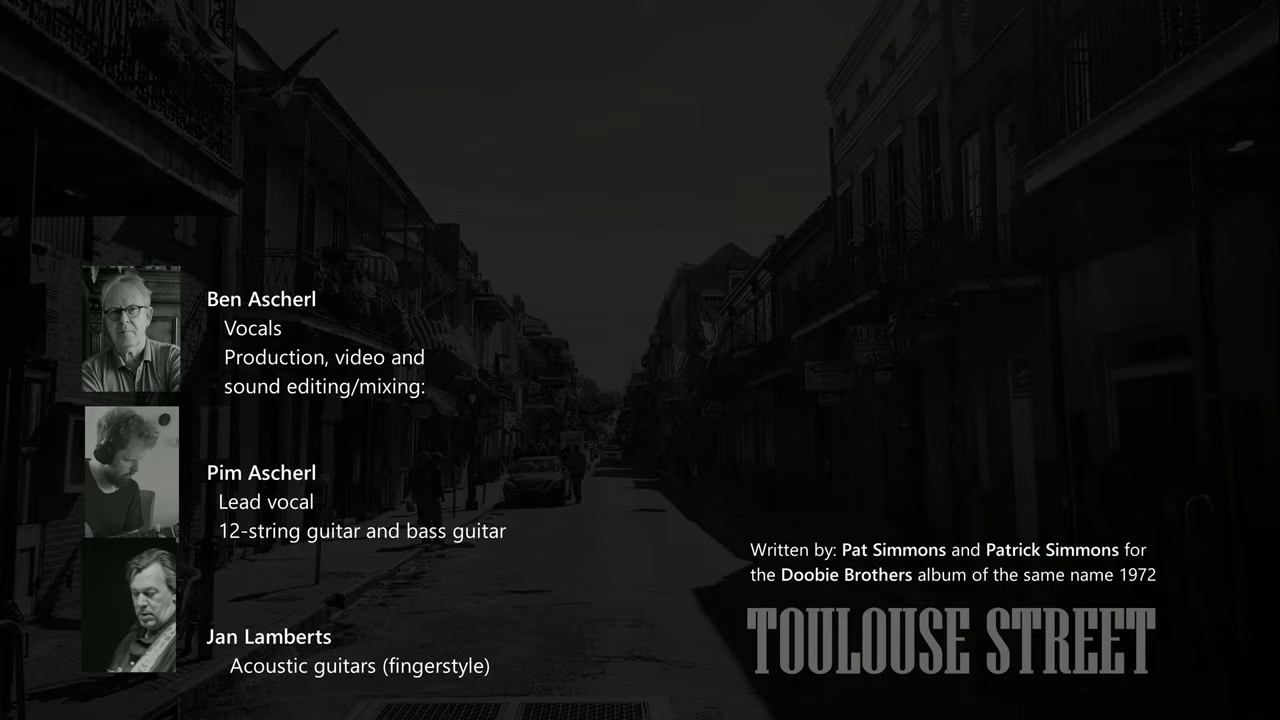 Ben Ascherl
Vocals
Production, video and
sound editing/mixing:
Pim Ascherl
Lead vocal
12-string guitar and bass guitar
Jan Lamberts
Acoustic guitars (fingerstyle)
Written by: Pat Simmons and Patrick Simmons for
the Doobie Brothers album of the same name 1972
TOULOUSE STREET